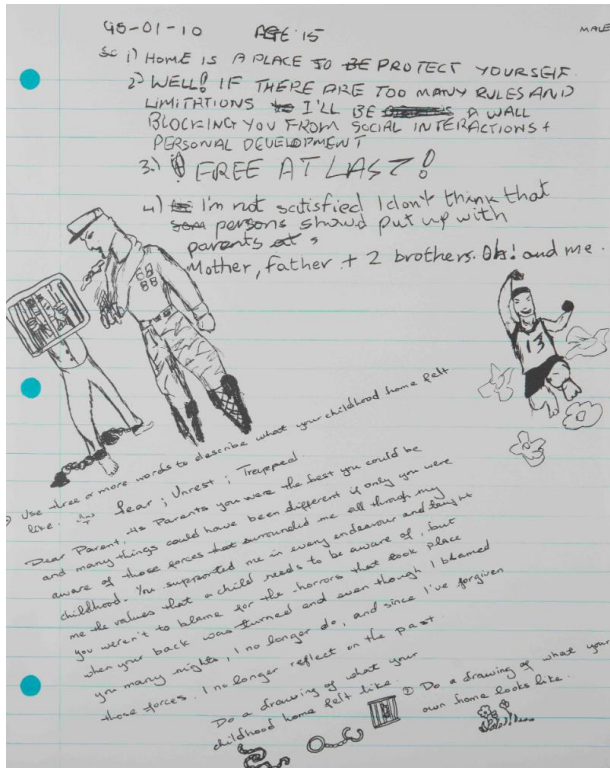 95-01-10 AGE 15 MALE
1) HOME IS A PLACE TO PROTECT YOURSELF.
2) WELL! IF THERE ARE TOO MANY RULES AND
LIMITATIONS I'LL BE A WALL
BLOCKING YOU FROM SOCIAL INTERACTIONS +
PERSONAL DEVELOPMENT
3.) FREE AT LAST!
4) I'm not satisfied I don't think that
persons should put up with
parents
Mother, Father + 2 brothers. Oh! and me.
13
Use three or more words to describe what your childhood home felt
like. Fear ; Unrest ; Trapped
Dear Parent, As Parents you were the best you could be
and many things could have been different if only you were
aware of those forces that surrounded me all through my
childhood. You supported me in every endeavour and taught
me the values that a child needs to be aware of, but
you weren't to blame for the horrors that took place
when your back was turned and even though I blamed
you many nights, I no longer do, and since I've forgiven
those forces. I no longer reflect on the past.
Do a drawing of what your
childhood home felt like.
Do a drawing of what your
own home looks like.